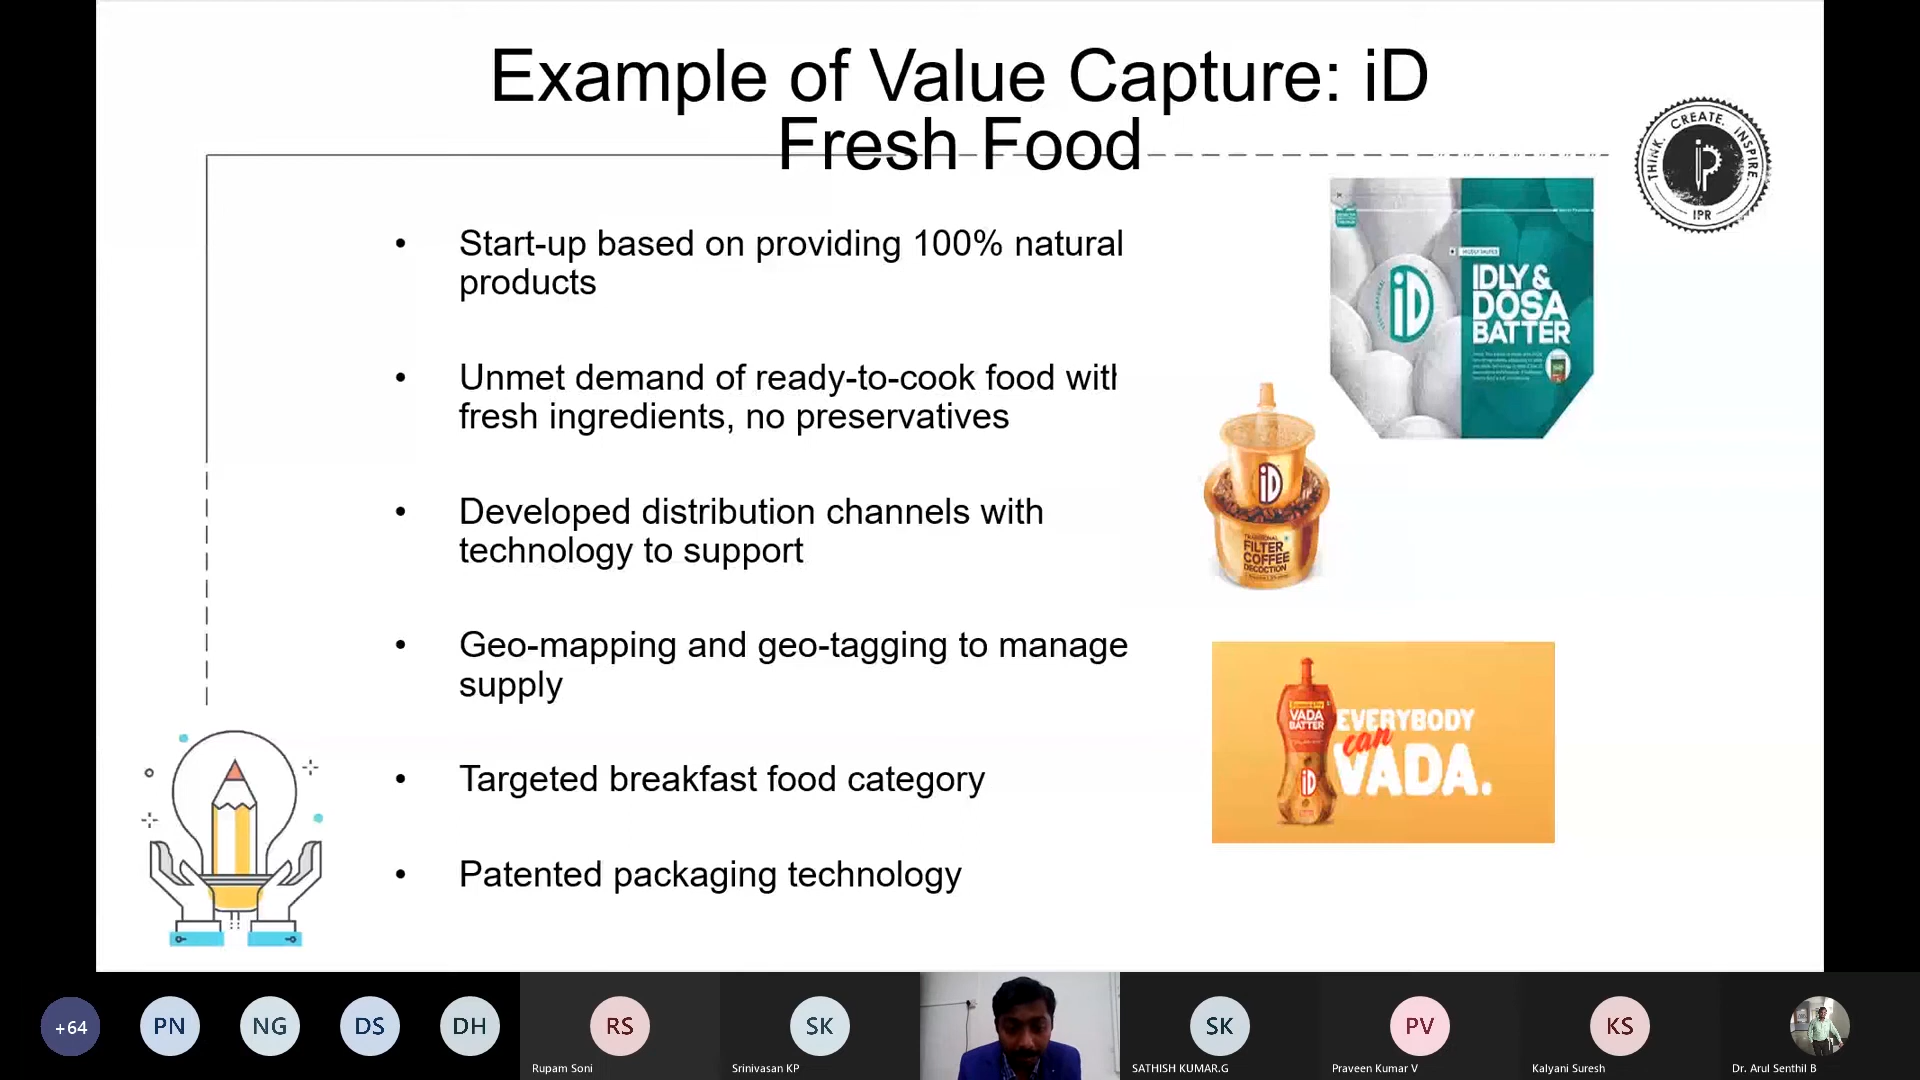 Example of Value Capture: iD
Fresh Food
THINK. CREATE. INSPIRE
IPR
• Start-up based on providing 100% natural
products
• Unmet demand of ready-to-cook food with
fresh ingredients, no preservatives
• Developed distribution channels with
technology to support
• Geo-mapping and geo-tagging to manage
supply
• Targeted breakfast food category
• Patented packaging technology
iD
IDLY &
DOSA
BATTER
iD
TRADITIONAL
FILTER
COFFEE
DECOCTION
VADA
BATTER
iD
EVERYBODY
can
VADA.
+64
PN
NG
DS
DH
RS
Rupam Soni
SK
Srinivasan KP
SK
SATHISH KUMAR.G
PV
Praveen Kumar V
KS
Kalyani Suresh
Dr. Arul Senthil B